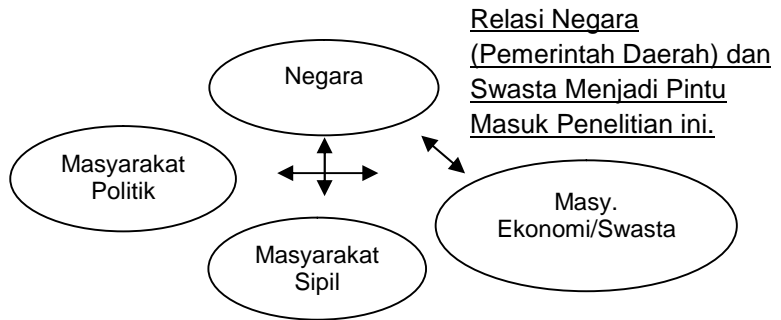 Relasi Negara
(Pemerintah Daerah) dan
Swasta Menjadi Pintu
Masuk Penelitian ini.
Negara
Masyarakat
Politik
Masy.
Ekonomi/Swasta
Masyarakat
Sipil